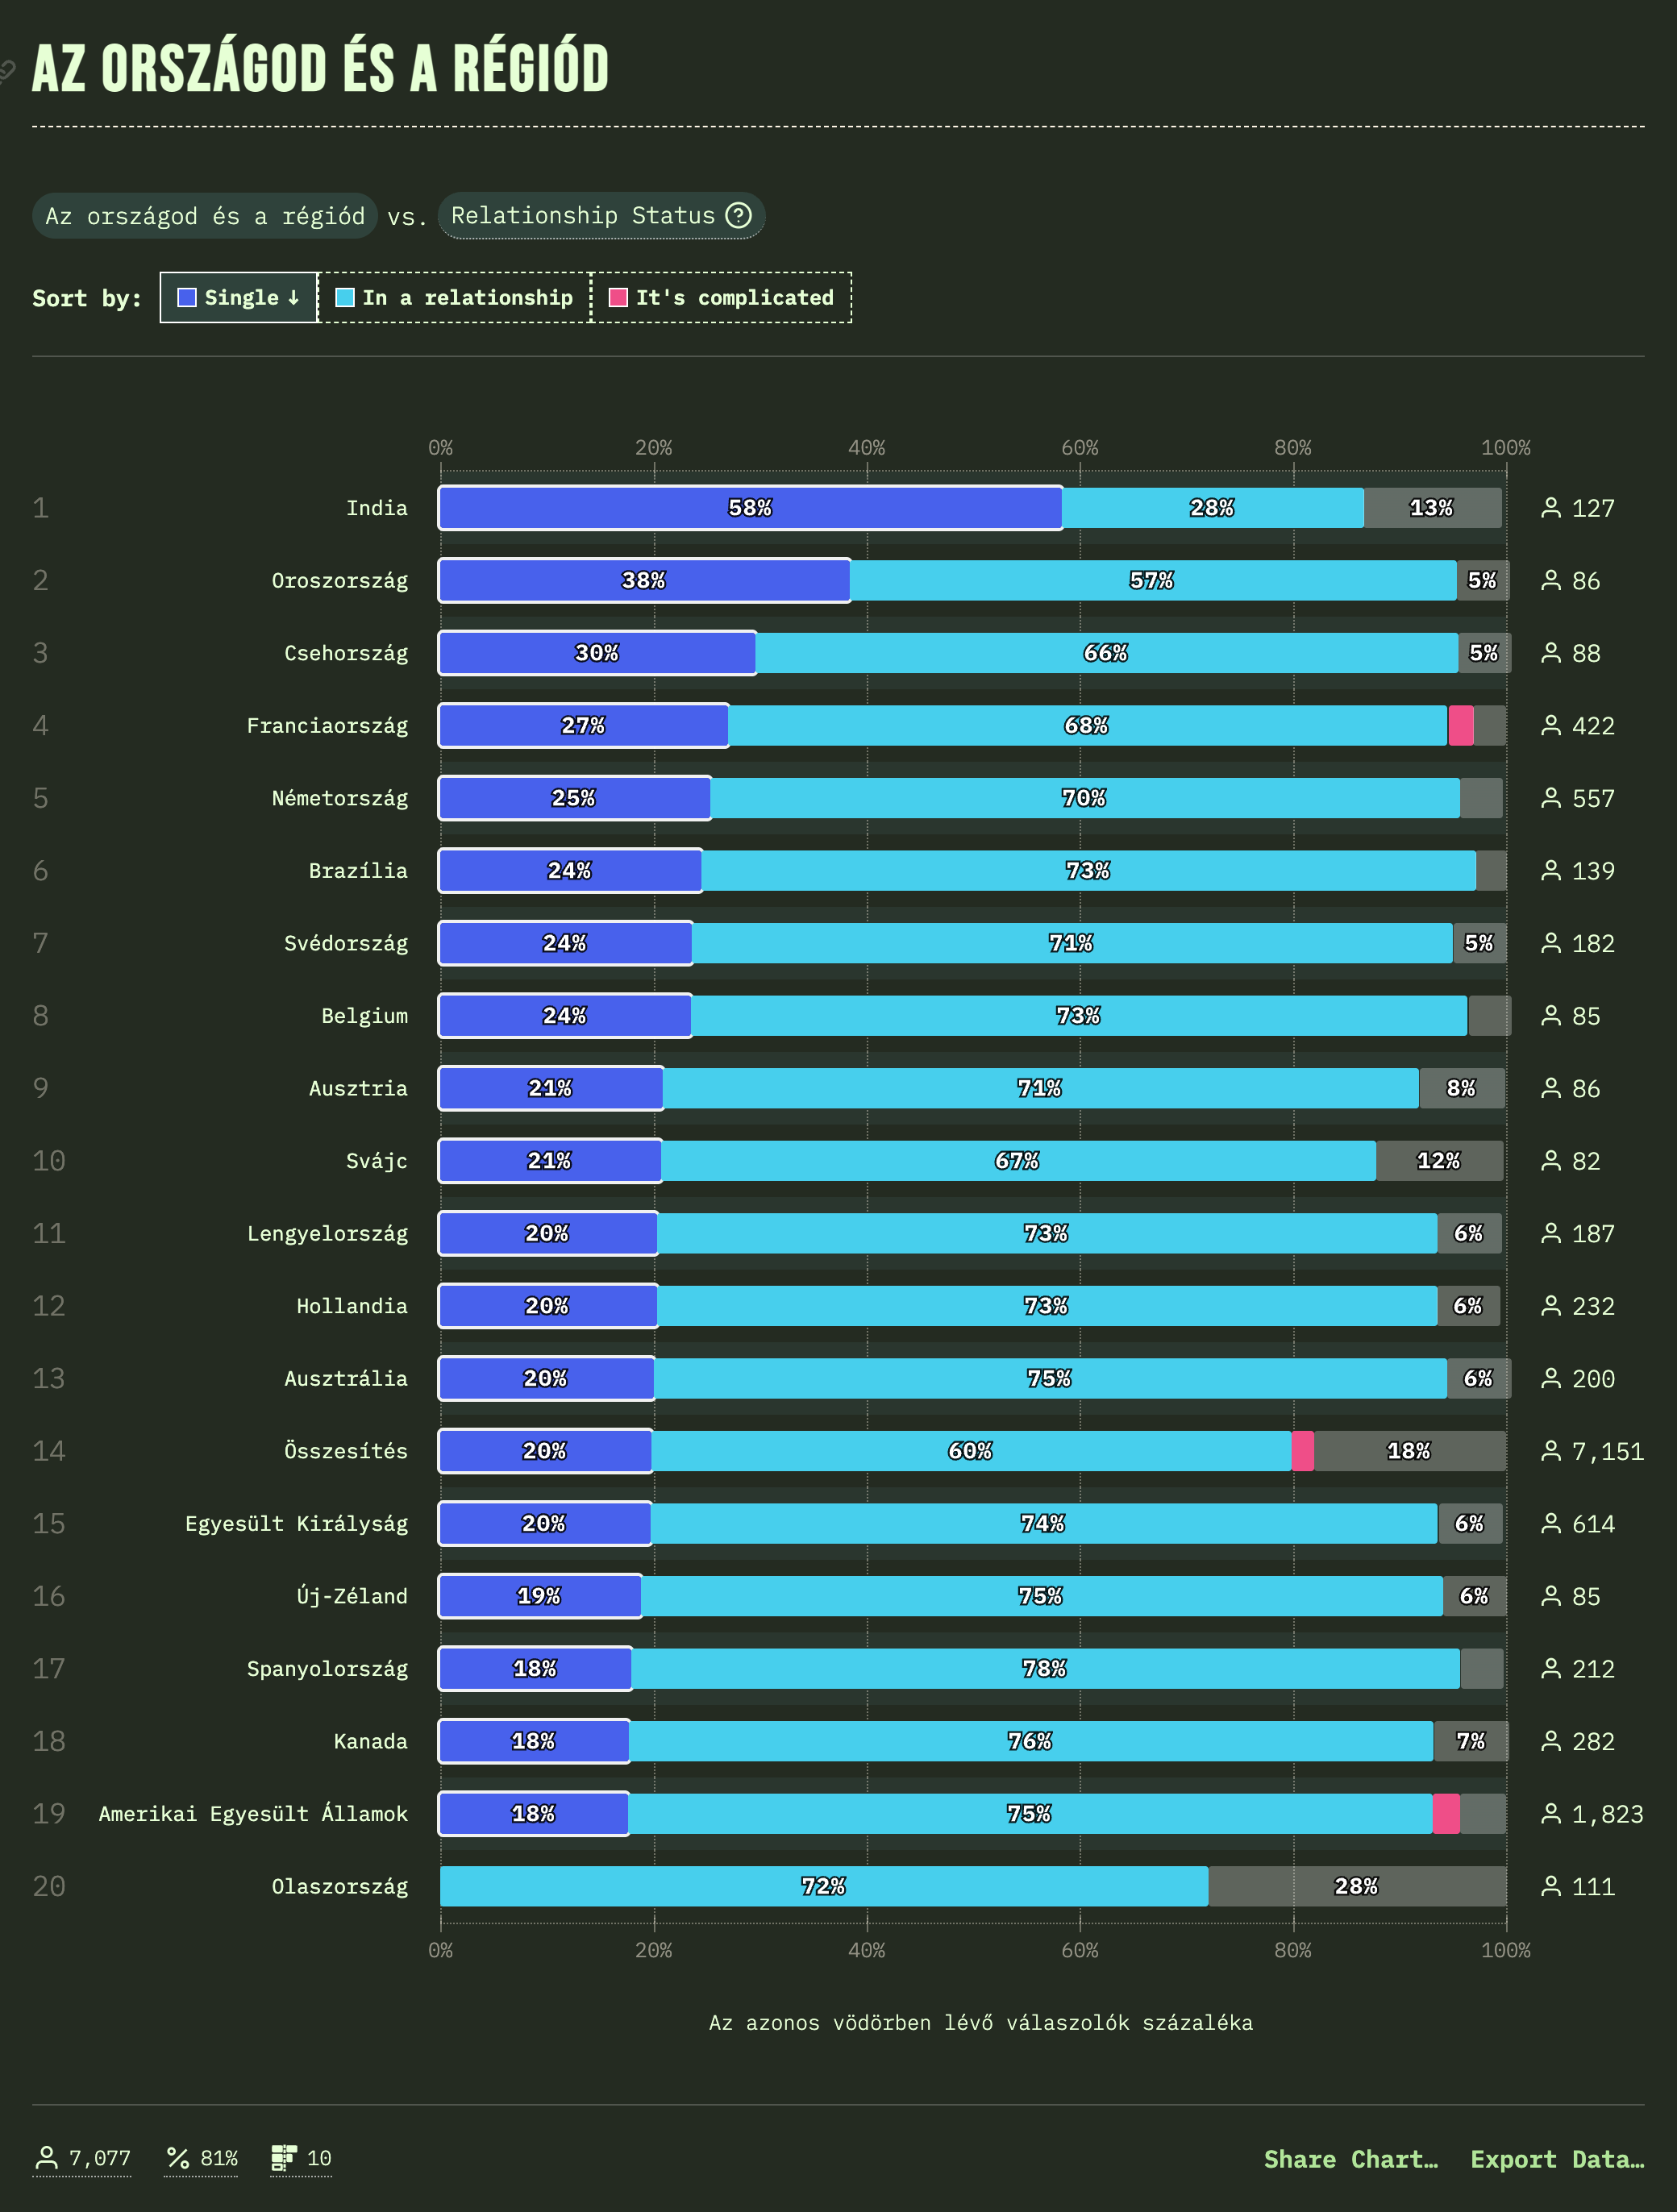 AZ ORSZÁGOD ÉS A RÉGIÓD
Az országod és a régiód vs. Relationship Status ?
Sort by: Single ↓ In a relationship It's complicated
0% 20% 40% 60% 80% 100%
1 India 58% 28% 13% 127
2 Oroszország 38% 57% 5% 86
3 Csehország 30% 66% 5% 88
4 Franciaország 27% 68% 422
5 Németország 25% 70% 557
6 Brazília 24% 73% 139
7 Svédország 24% 71% 5% 182
8 Belgium 24% 73% 85
9 Ausztria 21% 71% 8% 86
10 Svájc 21% 67% 12% 82
11 Lengyelország 20% 73% 6% 187
12 Hollandia 20% 73% 6% 232
13 Ausztrália 20% 75% 6% 200
14 Összesítés 20% 60% 18% 7,151
15 Egyesült Királyság 20% 74% 6% 614
16 Új-Zéland 19% 75% 6% 85
17 Spanyolország 18% 78% 212
18 Kanada 18% 76% 7% 282
19 Amerikai Egyesült Államok 18% 75% 1,823
20 Olaszország 72% 28% 111
0% 20% 40% 60% 80% 100%
Az azonos vödörben lévő válaszolók százaléka
7,077 % 81% 10 Share Chart… Export Data…